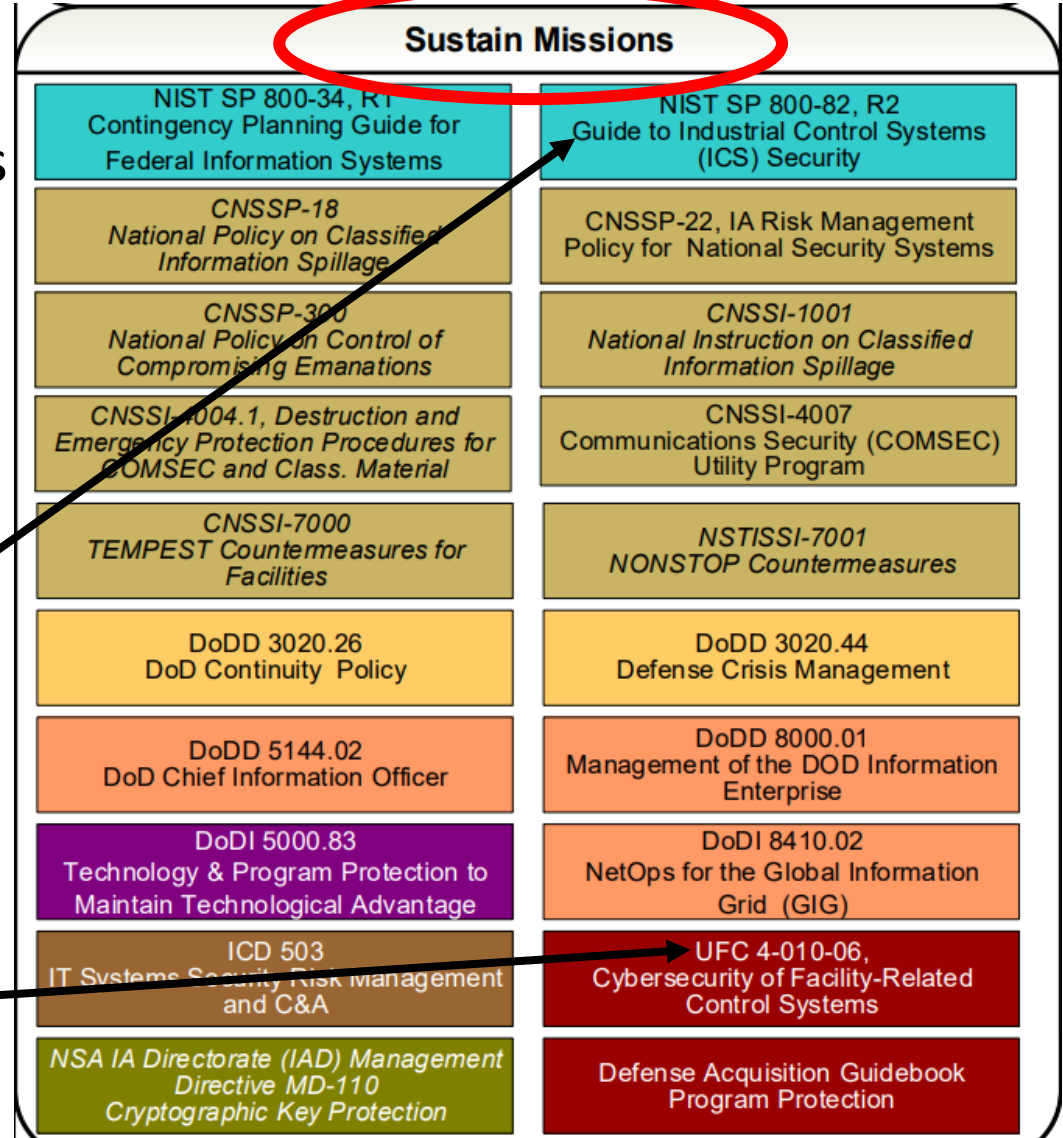 Sustain Missions
NIST SP 800-34, R1
Contingency Planning Guide for
Federal Information Systems
NIST SP 800-82, R2
Guide to Industrial Control Systems
(ICS) Security
s
CNSSP-18
National Policy on Classified
Information Spillage
CNSSP-22, IA Risk Management
Policy for National Security Systems
CNSSP-300
National Policy on Control of
Compromising Emanations
CNSSI-1001
National Instruction on Classified
Information Spillage
CNSSI-4004.1, Destruction and
Emergency Protection Procedures for
COMSEC and Class. Material
CNSSI-4007
Communications Security (COMSEC)
Utility Program
CNSSI-7000
TEMPEST Countermeasures for
Facilities
NSTISSI-7001
NONSTOP Countermeasures
DoDD 3020.26
DoD Continuity Policy
DoDD 3020.44
Defense Crisis Management
DoDD 5144.02
DoD Chief Information Officer
DoDD 8000.01
Management of the DOD Information
Enterprise
DoDI 5000.83
Technology & Program Protection to
Maintain Technological Advantage
DoDI 8410.02
NetOps for the Global Information
Grid (GIG)
ICD 503
IT Systems Security Risk Management
and C&A
UFC 4-010-06,
Cybersecurity of Facility-Related
Control Systems
NSA IA Directorate (IAD) Management
Directive MD-110
Cryptographic Key Protection
Defense Acquisition Guidebook
Program Protection